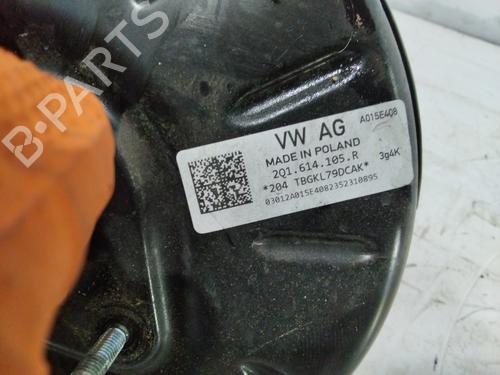 A015E408
VW AG
MADE IN POLAND
2Q1.614.105.R 3g4K
*204 TBGKL79DCAK*
03012A015E4082352310895
B-PARTS